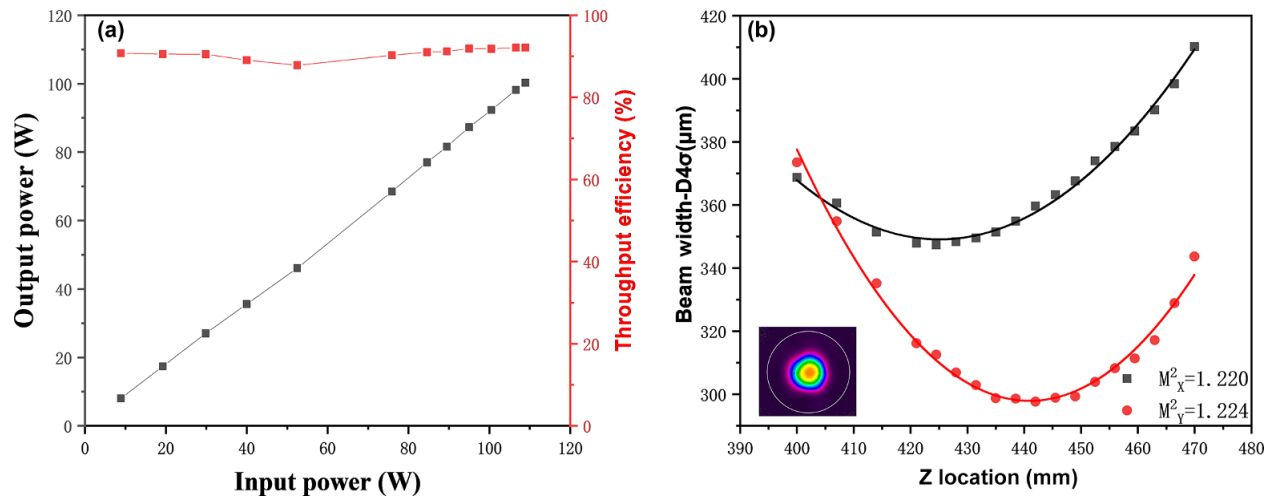 (a)
Output power (W)
120
100
80
60
40
20
0
0 20 40 60 80 100 120
Input power (W)
100
80
60
40
20
0
Throughput efficiency (%)
(b)
Beam width-D4σ(μm)
420
400
380
360
340
320
300
390 400 410 420 430 440 450 460 470 480
Z location (mm)
M²X=1.220
M²Y=1.224